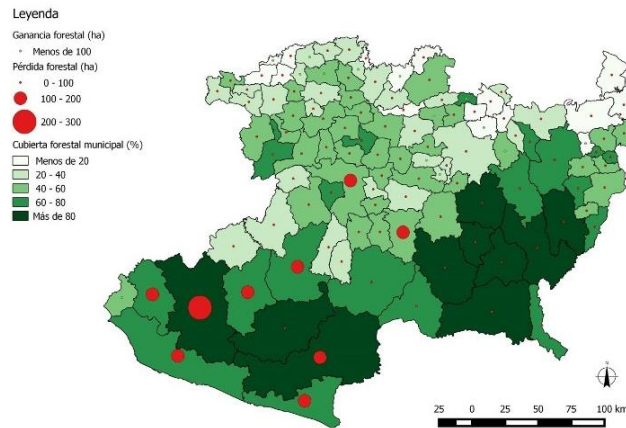 Leyenda
Ganancia forestal (ha)
Menos de 100
Pérdida forestal (ha)
0 - 100
100 - 200
200 - 300
Cubierta forestal municipal (%)
Menos de 20
20 - 40
40 - 60
60 - 80
Más de 80
25 0 25 50 75 100 km